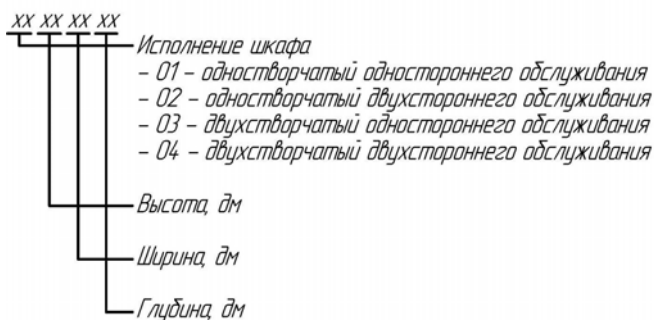 XX XX XX XX
Исполнение шкафа
- 01 - одностворчатый одностороннего обслуживания
- 02 - одностворчатый двухстороннего обслуживания
- 03 - двухстворчатый одностороннего обслуживания
- 04 - двухстворчатый двухстороннего обслуживания
Высота, дм
Ширина, дм
Глубина, дм